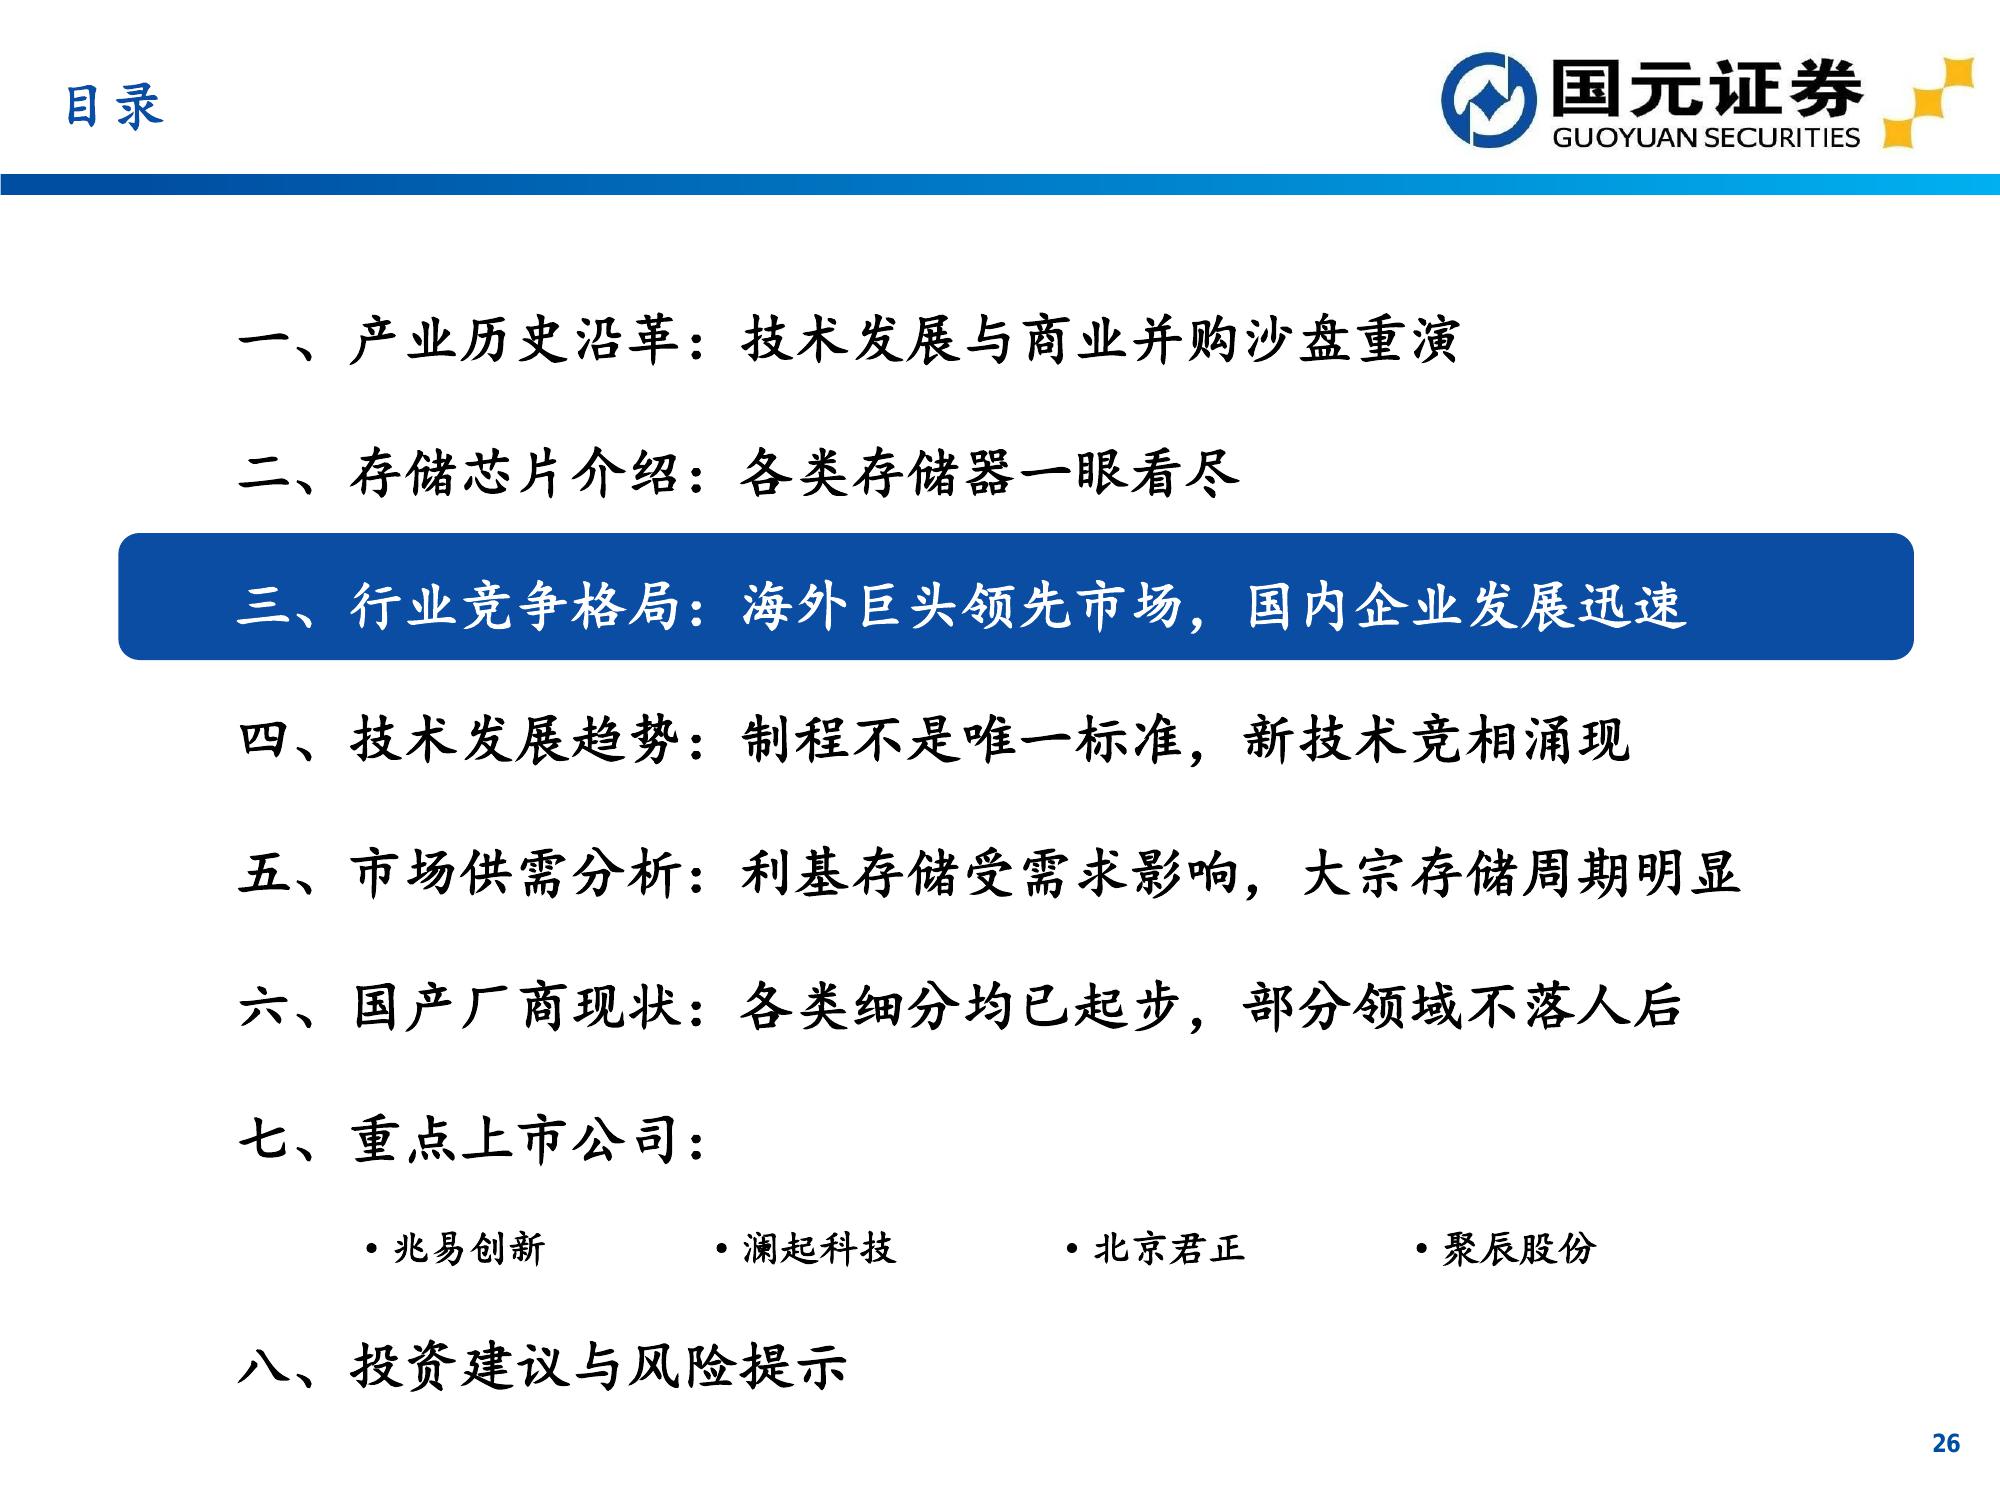 目录
国元证券
GUOYUAN SECURITIES
一、产业历史沿革：技术发展与商业并购沙盘重演
二、存储芯片介绍：各类存储器一眼看尽
三、行业竞争格局：海外巨头领先市场，国内企业发展迅速
四、技术发展趋势：制程不是唯一标准，新技术竞相涌现
五、市场供需分析：利基存储受需求影响，大宗存储周期明显
六、国产厂商现状：各类细分均已起步，部分领域不落人后
七、重点上市公司：
• 兆易创新 • 澜起科技 • 北京君正 • 聚辰股份
八、投资建议与风险提示
26